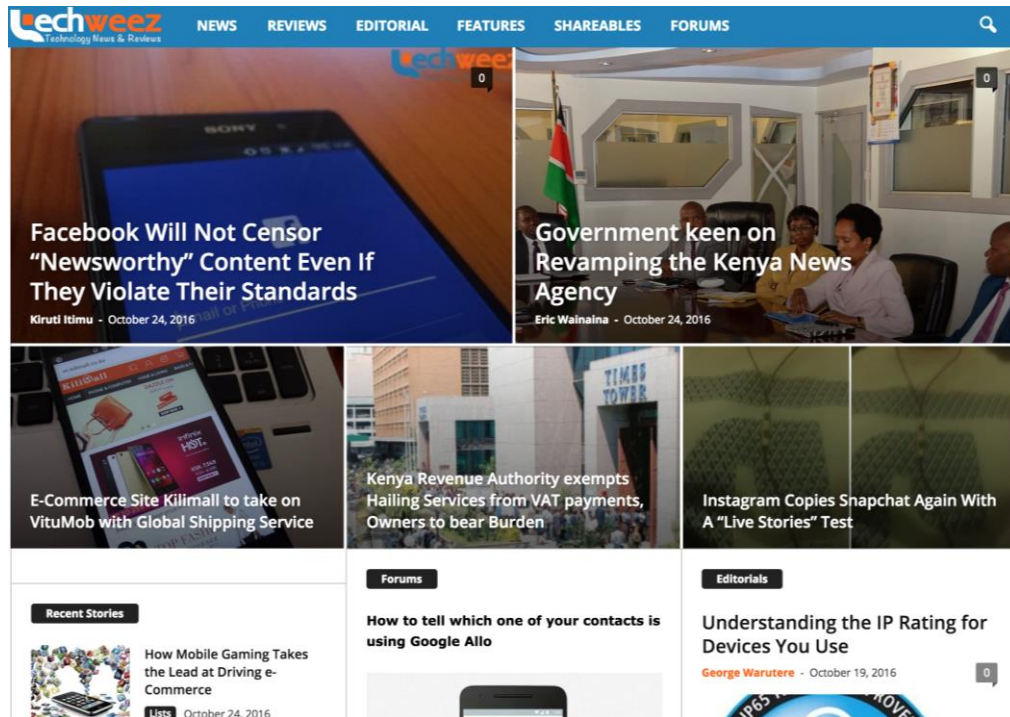 techweez
Technology News & Reviews
NEWS REVIEWS EDITORIAL FEATURES SHAREABLES FORUMS
techweez
0
0
SONY
Facebook Will Not Censor
“Newsworthy” Content Even If
They Violate Their Standards
Kiruti Itimu - October 24, 2016
Government keen on
Revamping the Kenya News
Agency
Eric Wainaina - October 24, 2016
Kilimall
infinix
HOT
E-Commerce Site Kilimall to take on
VituMob with Global Shipping Service
TIMES
TOWER
Kenya Revenue Authority exempts
Hailing Services from VAT payments,
Owners to bear Burden
Instagram Copies Snapchat Again With
A “Live Stories” Test
Recent Stories
How Mobile Gaming Takes
the Lead at Driving e-
Commerce
Lists October 24, 2016
Forums
How to tell which one of your contacts is
using Google Allo
Editorials
Understanding the IP Rating for
Devices You Use
George Warutere - October 19, 2016
0
IP65